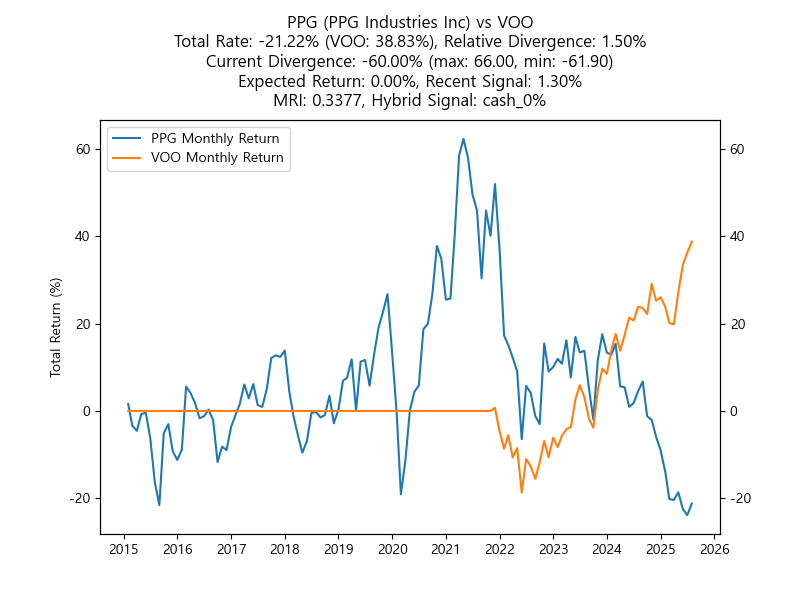 PPG (PPG Industries Inc) vs VOO
Total Rate: -21.22% (VOO: 38.83%), Relative Divergence: 1.50%
Current Divergence: -60.00% (max: 66.00, min: -61.90)
Expected Return: 0.00%, Recent Signal: 1.30%
MRI: 0.3377, Hybrid Signal: cash_0%
PPG Monthly Return
VOO Monthly Return
Total Return (%)
60
40
20
0
-20
60
40
20
0
-20
2015 2016 2017 2018 2019 2020 2021 2022 2023 2024 2025 2026